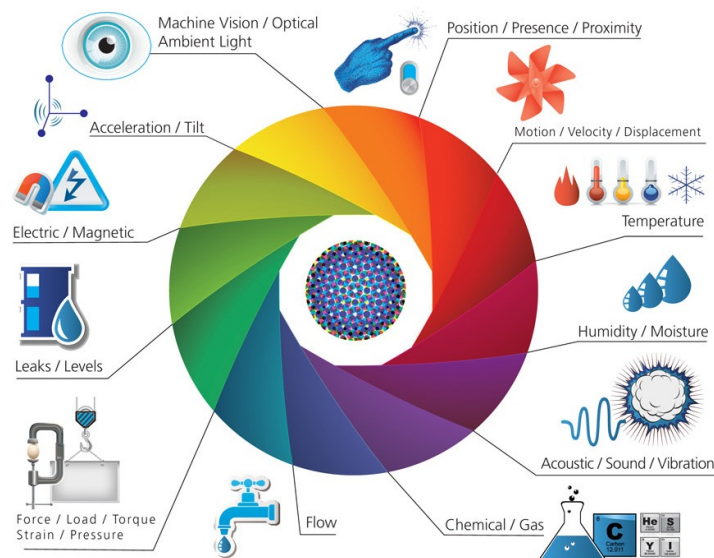 Machine Vision / Optical
Ambient Light
Position / Presence / Proximity
Acceleration / Tilt
Motion / Velocity / Displacement
Electric / Magnetic
Temperature
Leaks / Levels
Humidity / Moisture
Force / Load / Torque
Strain / Pressure
Flow
Chemical / Gas
Acoustic / Sound / Vibration
6
C
Carbon
12.011
He
S
Y
I